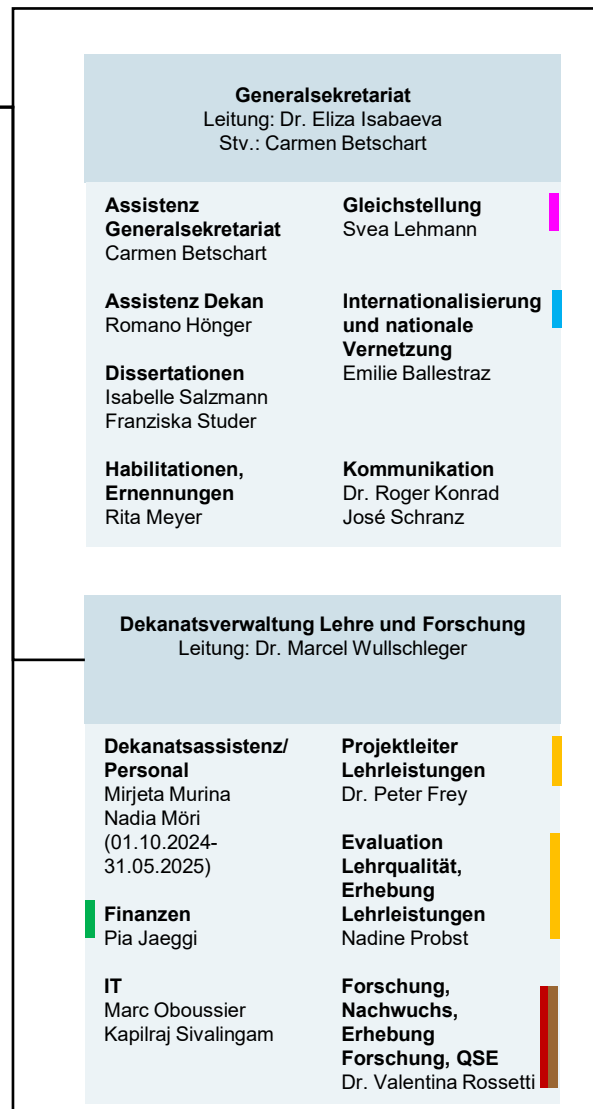 Generalsekretariat
Leitung: Dr. Eliza Isabaeva
Stv.: Carmen Betschart
Assistenz
Generalsekretariat
Carmen Betschart
Assistenz Dekan
Romano Hönger
Dissertationen
Isabelle Salzmann
Franziska Studer
Habilitationen,
Ernennungen
Rita Meyer
Gleichstellung
Svea Lehmann
Internationalisierung
und nationale
Vernetzung
Emilie Ballestraz
Kommunikation
Dr. Roger Konrad
José Schranz
Dekanatsverwaltung Lehre und Forschung
Leitung: Dr. Marcel Wullschleger
Dekanatsassistenz/
Personal
Mirjeta Murina
Nadia Möri
(01.10.2024-
31.05.2025)
Finanzen
Pia Jaeggi
IT
Marc Oboussier
Kapilraj Sivalingam
Projektleiter
Lehrleistungen
Dr. Peter Frey
Evaluation
Lehrqualität,
Erhebung
Lehrleistungen
Nadine Probst
Forschung,
Nachwuchs,
Erhebung
Forschung, QSE
Dr. Valentina Rossetti